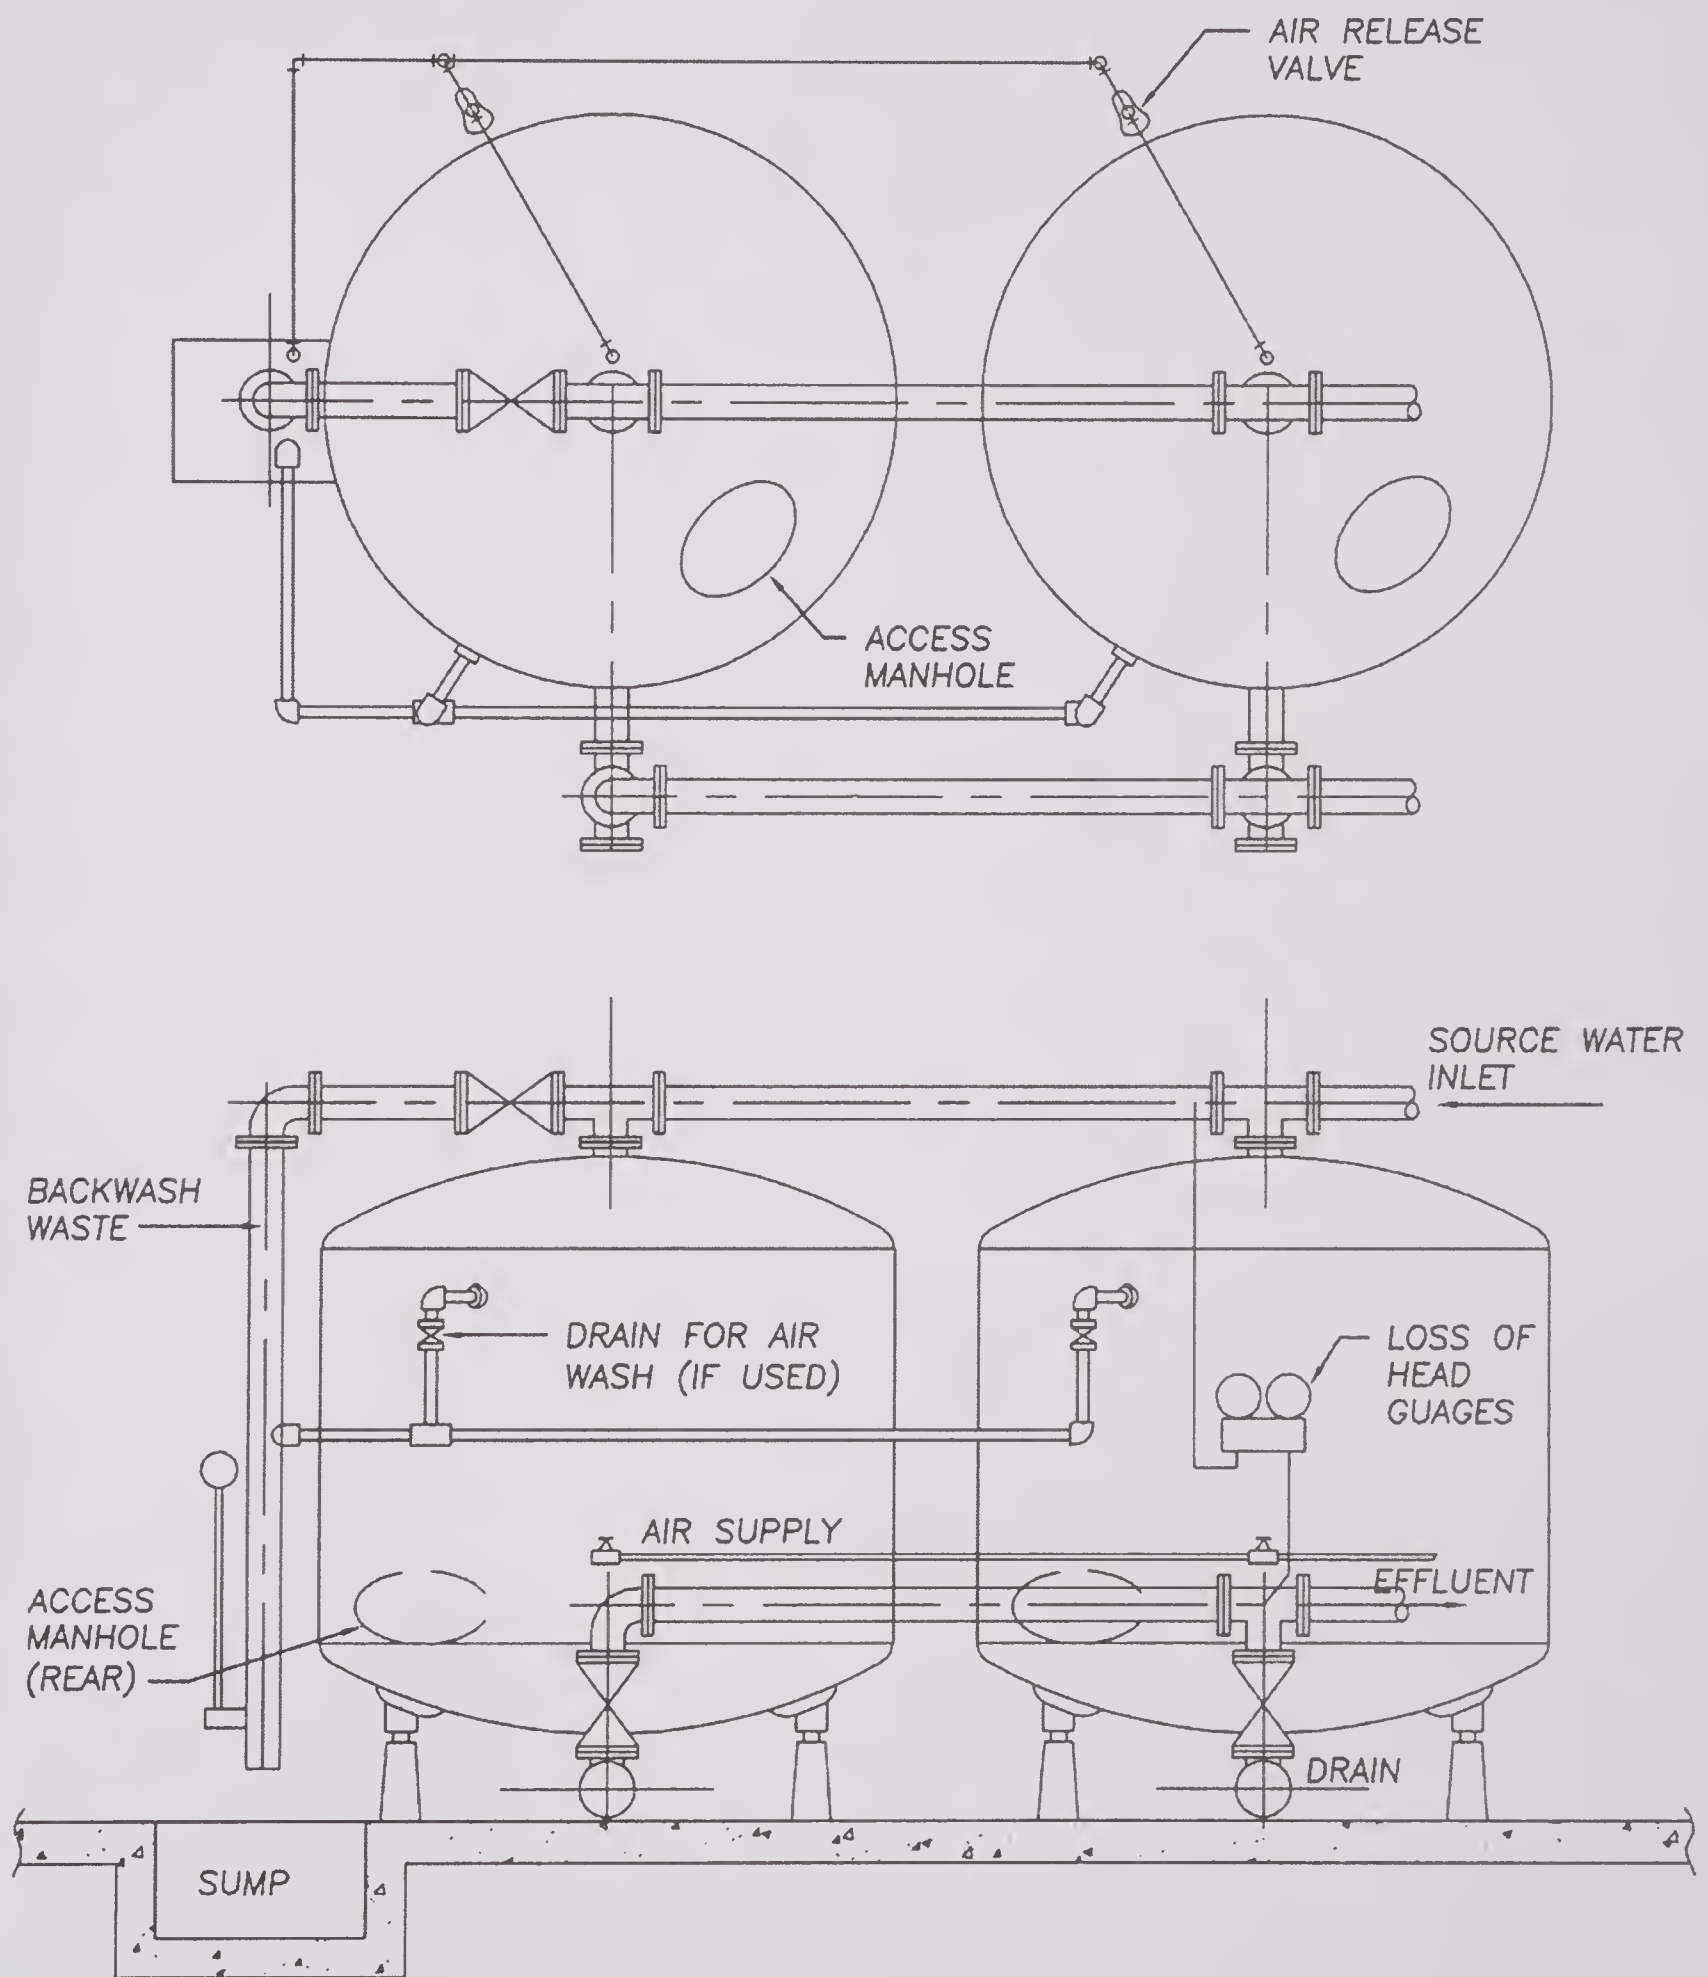 AIR RELEASE
VALVE
ACCESS
MANHOLE
SOURCE WATER
INLET
BACKWASH
WASTE
DRAIN FOR AIR
WASH (IF USED)
LOSS OF
HEAD
GUAGES
AIR SUPPLY
EFFLUENT
ACCESS
MANHOLE
(REAR)
DRAIN
SUMP